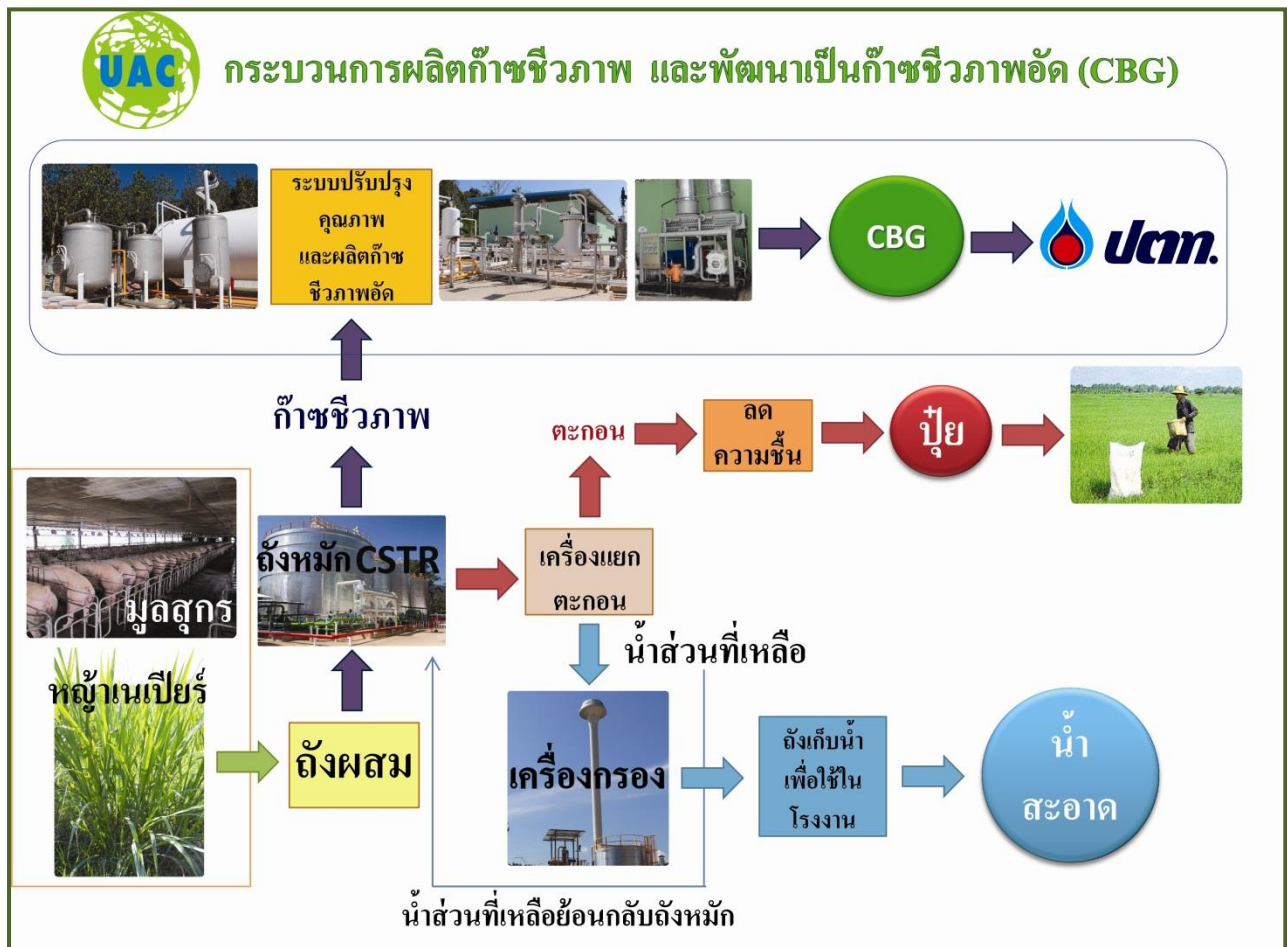 UAC
กระบวนการผลิตก๊าซชีวภาพ และพัฒนาเป็นก๊าซชีวภาพอัด (CBG)
ระบบปรับปรุง
คุณภาพ
และผลิตก๊าซ
ชีวภาพอัด
CBG
ปตท.
ก๊าซชีวภาพ
ตะกอน
ลด
ความชื้น
ปุ๋ย
มูลสุกร
ถังหมัก CSTR
เครื่องแยก
ตะกอน
น้ำส่วนที่เหลือ
หญ้าเนเปียร์
ถังผสม
เครื่องกรอง
ถังเก็บน้ำ
เพื่อใช้ใน
โรงงาน
น้ำ
สะอาด
น้ำส่วนที่เหลือย้อนกลับถังหมัก